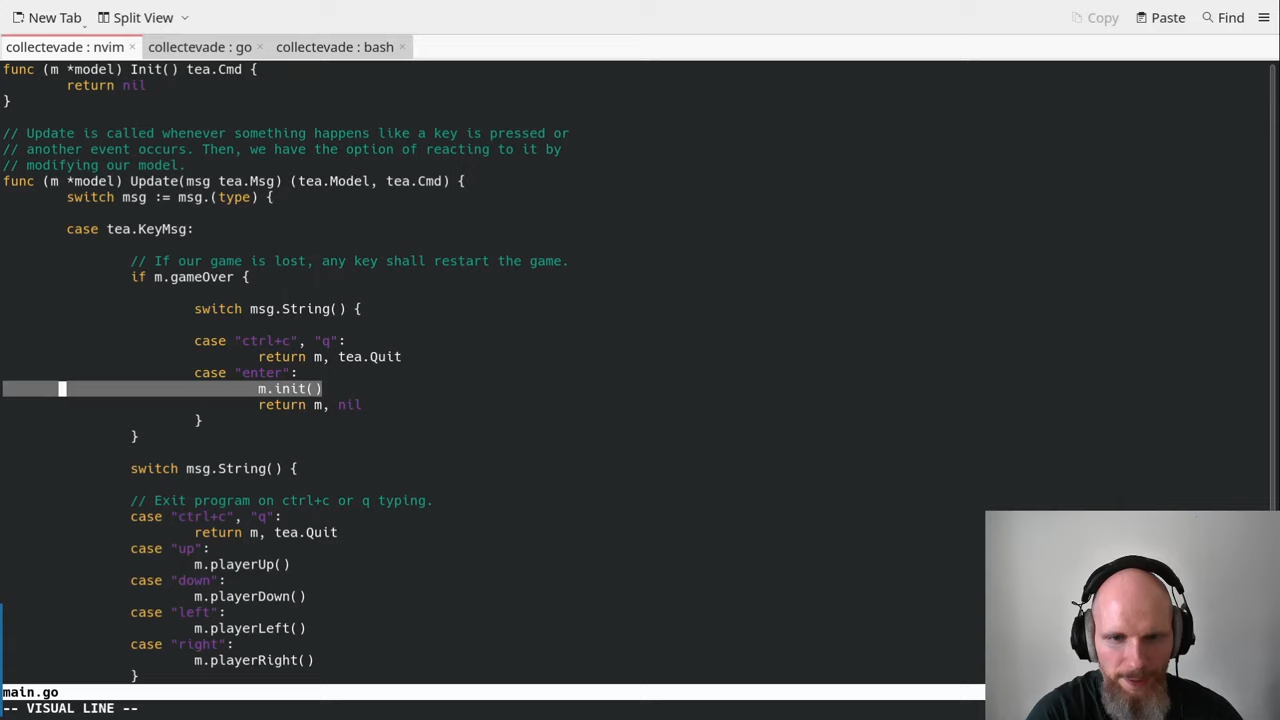 New Tab Split View Copy Paste Find
collectevade : nvim × collectevade : go × collectevade : bash ×
func (m *model) Init() tea.Cmd {
return nil
}
// Update is called whenever something happens like a key is pressed or
// another event occurs. Then, we have the option of reacting to it by
// modifying our model.
func (m *model) Update(msg tea.Msg) (tea.Model, tea.Cmd) {
switch msg := msg.(type) {
case tea.KeyMsg:
// If our game is lost, any key shall restart the game.
if m.gameOver {
switch msg.String() {
case "ctrl+c", "q":
return m, tea.Quit
case "enter":
m.init()
return m, nil
}
}
switch msg.String() {
// Exit program on ctrl+c or q typing.
case "ctrl+c", "q":
return m, tea.Quit
case "up":
m.playerUp()
case "down":
m.playerDown()
case "left":
m.playerLeft()
case "right":
m.playerRight()
}
main.go
-- VISUAL LINE --